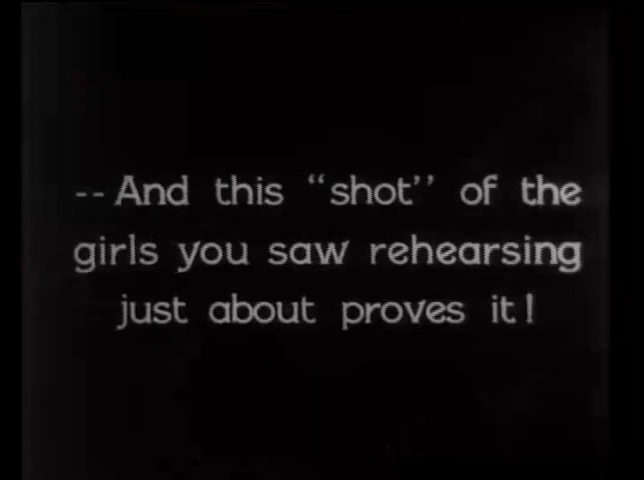 -- And this “shot” of the
girls you saw rehearsing
just about proves it!